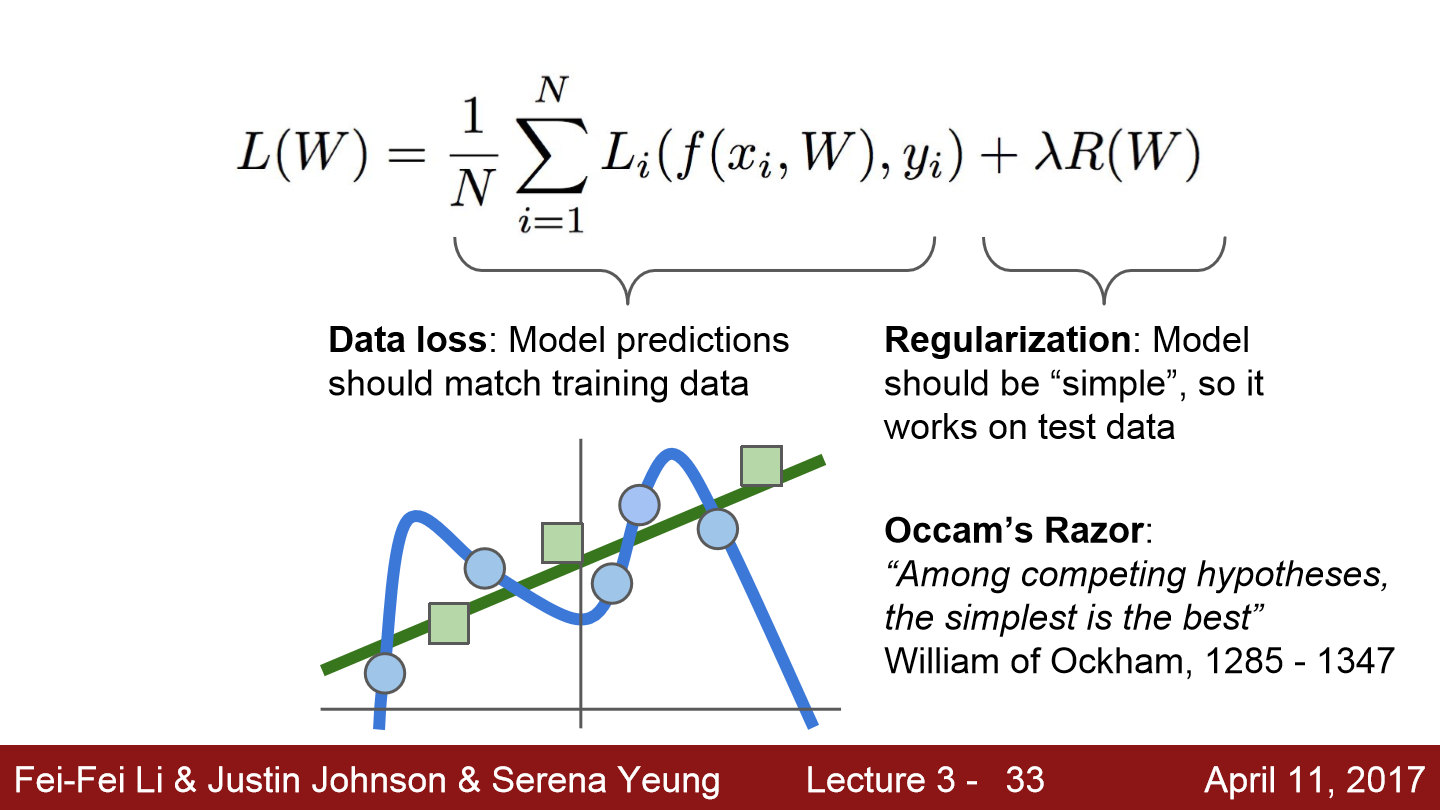 L(W) = \frac{1}{N} \sum_{i=1}^{N} L_i(f(x_i, W), y_i) + \lambda R(W)
Data loss: Model predictions
should match training data
Regularization: Model
should be “simple”, so it
works on test data
Occam’s Razor:
“Among competing hypotheses,
the simplest is the best”
William of Ockham, 1285 - 1347
Fei-Fei Li & Justin Johnson & Serena Yeung
Lecture 3 - 33
April 11, 2017